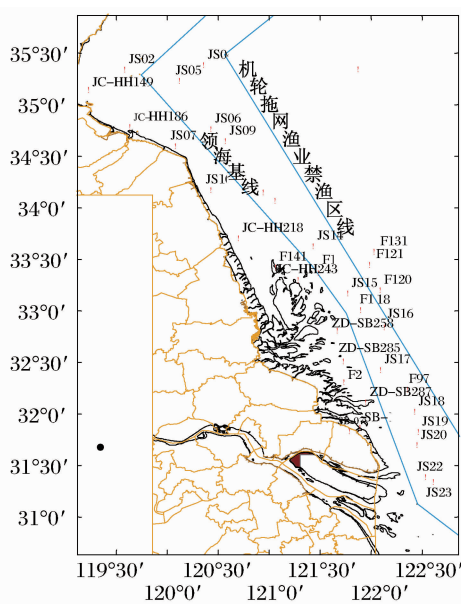 35°30′
35°0′
34°30′
34°0′
33°30′
33°0′
32°30′
32°0′
31°30′
31°0′
JS02
JS0
JS05
JC-HH149
JC-HH186
JS06
JS07
JS09
机轮拖网渔业禁渔区线
领海基线
JC-HH218
JS14
F131
F141
F1
F121
JC-HH243
JS15
F120
F118
JS16
ZD-SB258
ZD-SB285
JS17
F2
F97
ZD-SB287
JS18
SB-
JS19
JS20
JS22
JS23
119°30′
120°30′
121°30′
122°30′
120°0′
121°0′
122°0′